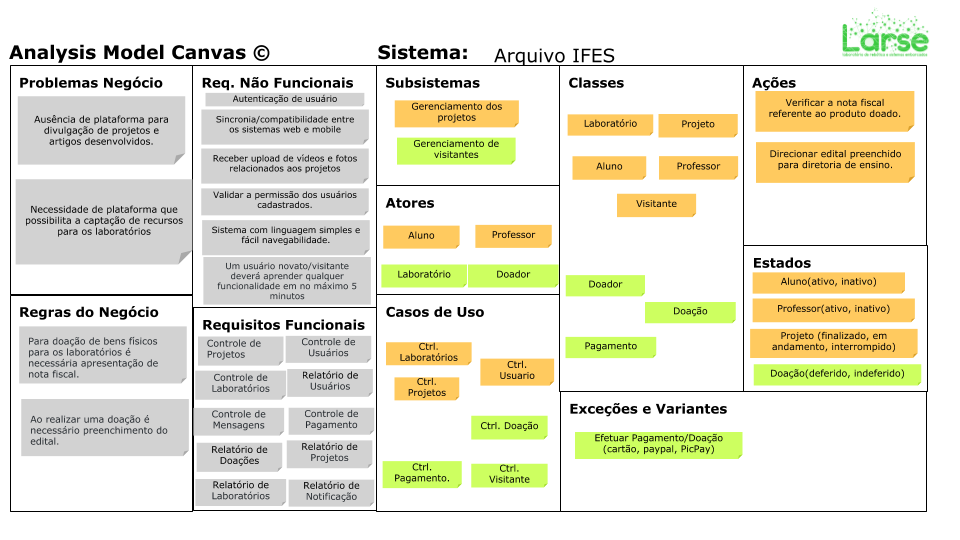 Analysis Model Canvas ©
Sistema:
Arquivo IFES
Larse
Problemas Negócio
Ausência de plataforma para
divulgação de projetos e
artigos desenvolvidos.
Necessidade de plataforma que
possibilita a captação de recursos
para os laboratórios
Regras do Negócio
Para doação de bens físicos
para os laboratórios é
necessária apresentação de
nota fiscal.
Ao realizar uma doação é
necessário preenchimento do
edital.
Req. Não Funcionais
Autenticação de usuário
Sincronia/compatibilidade entre
os sistemas web e mobile
Receber upload de vídeos e fotos
relacionados aos projetos
Validar a permissão dos usuários
cadastrados.
Sistema com linguagem simples e
fácil navegabilidade.
Um usuário novato/visitante
deverá aprender qualquer
funcionalidade em no máximo 5
minutos
Requisitos Funcionais
Controle de
Projetos
Controle de
Usuários
Controle de
Laboratórios
Relatório de
Usuários
Controle de
Mensagens
Controle de
Pagamento
Relatório de
Doações
Relatório de
Projetos
Relatório de
Laboratórios
Relatório de
Notificação
Subsistemas
Gerenciamento dos
projetos
Gerenciamento de
visitantes
Atores
Aluno
Professor
Laboratório
Doador
Casos de Uso
Ctrl.
Laboratórios
Ctrl.
Usuario
Ctrl.
Projetos
Ctrl. Doação
Ctrl.
Pagamento.
Ctrl.
Visitante
Classes
Laboratório
Projeto
Aluno
Professor
Visitante
Doador
Doação
Pagamento
Ações
Verificar a nota fiscal
referente ao produto doado.
Direcionar edital preenchido
para diretoria de ensino.
Estados
Aluno(ativo, inativo)
Professor(ativo, inativo)
Projeto (finalizado, em
andamento, interrompido)
Doação(deferido, indeferido)
Exceções e Variantes
Efetuar Pagamento/Doação
(cartão, paypal, PicPay)